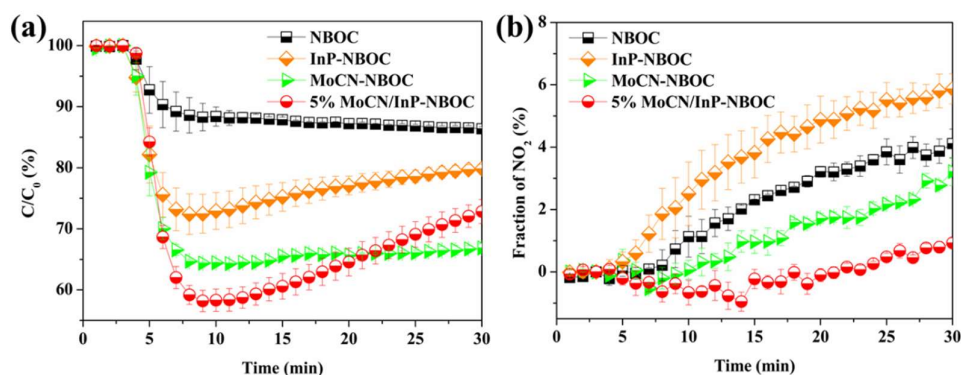 (a)
NBOC
InP-NBOC
MoCN-NBOC
5% MoCN/InP-NBOC
C/C₀ (%)
100
90
80
70
60
0
5
10
15
20
25
30
Time (min)
(b)
NBOC
InP-NBOC
MoCN-NBOC
5% MoCN/InP-NBOC
Fraction of NO₂ (%)
8
6
4
2
0
0
5
10
15
20
25
30
Time (min)